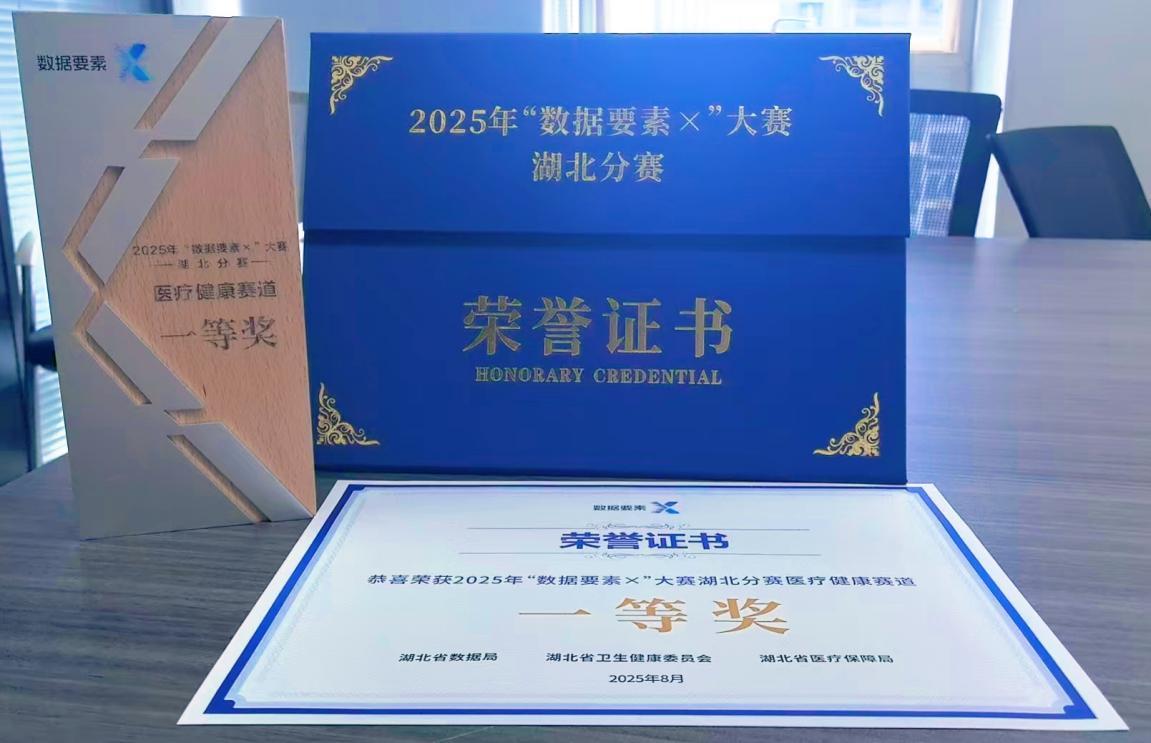 数据要素
2025年“数据要素×”大赛
湖北分赛
医疗健康赛道
一等奖
2025年“数据要素×”大赛
湖北分赛
荣誉证书
HONORARY CREDENTIAL
数据要素
荣誉证书
恭喜荣获2025年“数据要素×”大赛湖北分赛医疗健康赛道
一等奖
湖北省数据局 湖北省卫生健康委员会 湖北省医疗保障局
2025年8月